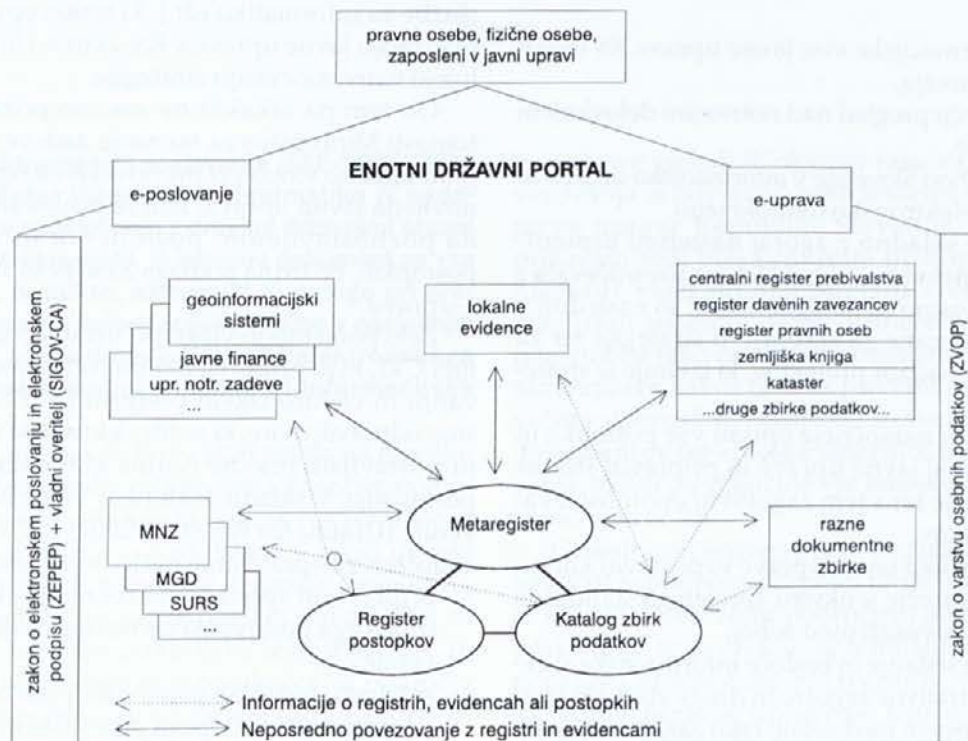 pravne osebe, fizične osebe,
zaposleni v javni upravi
ENOTNI DRŽAVNI PORTAL
e-poslovanje
e-uprava
zakon o elektronskem poslovanju in elektronskem
podpisu (ZEPEP) - vladni overitelj (SIGOV-CA)
geoinformacijski
sistemi
javne finance
upr. notr. zadeve
...
lokalne
evidence
centralni register prebivalstva
register davčnih zavezancev
register pravnih oseb
zemljiška knjiga
kataster
...druge zbirke podatkov...
zakon o varstvu osebnih podatkov (ZVOP)
MNZ
MGD
SURS
...
Metaregister
razne
dokumentne
zbirke
Register
postopkov
Katalog zbirk
podatkov
Informacije o registrih, evidencah ali postopkih
Neposredno povezovanje z registri in evidencami